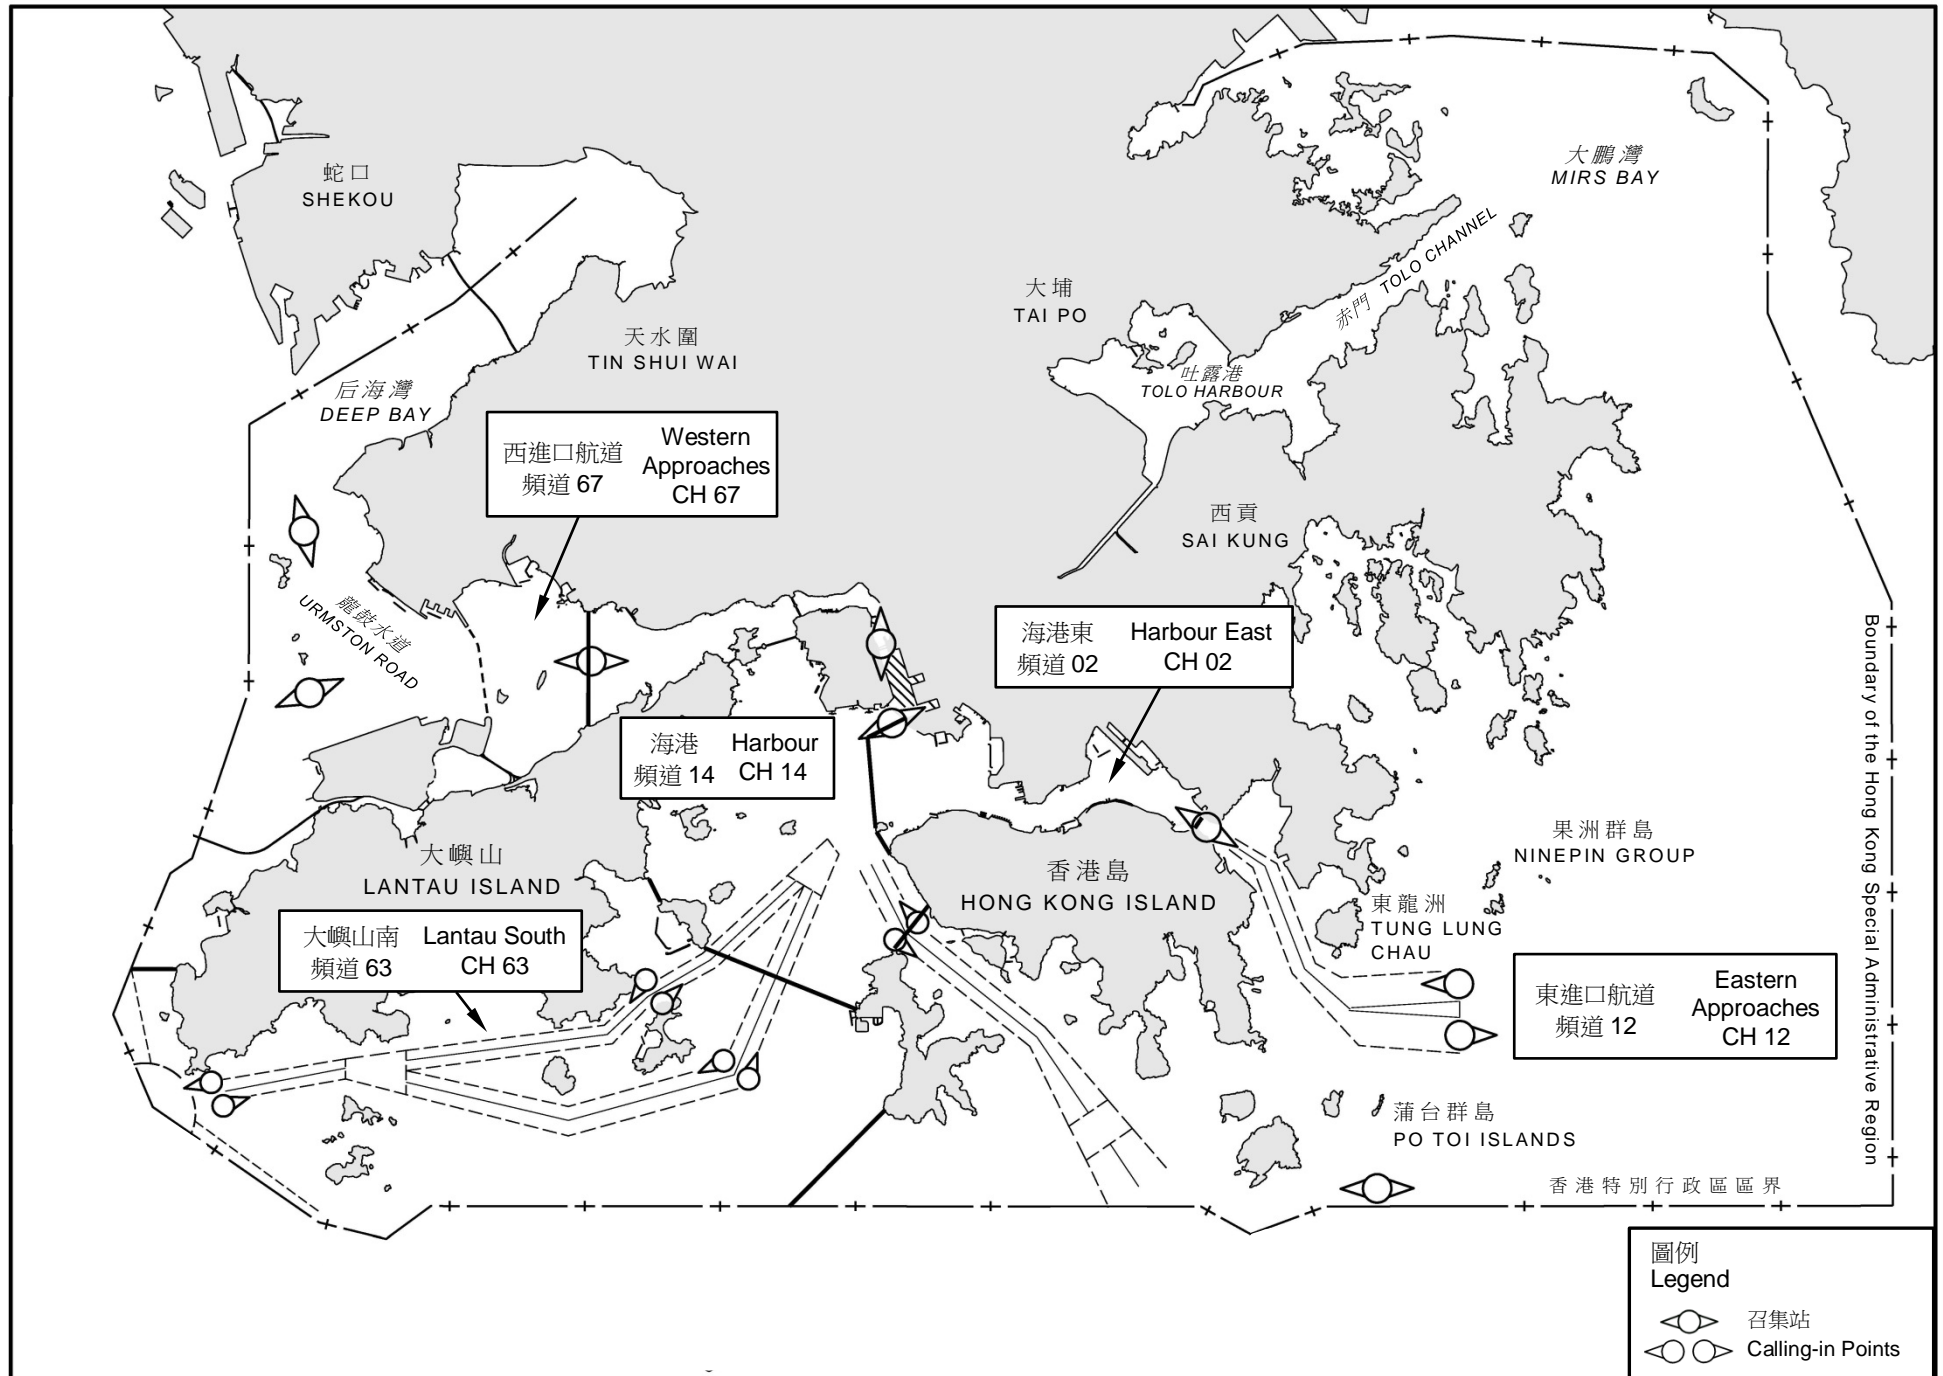 大鵬灣
MIRS BAY
蛇口
SHEKOU
赤門 TOLO CHANNEL
大埔
TAI PO
天水圍
TIN SHUI WAI
吐露港
TOLO HARBOUR
后海灣
DEEP BAY
西進口航道
頻道 67
Western
Approaches
CH 67
西貢
SAI KUNG
龍鼓水道
URMSTON ROAD
海港東
頻道 02
Harbour East
CH 02
海港
頻道 14
Harbour
CH 14
Boundary of the Hong Kong Special Administrative Region
果洲群島
NINEPIN GROUP
大嶼山
LANTAU ISLAND
香港島
HONG KONG ISLAND
東龍洲
TUNG LUNG
CHAU
大嶼山南
頻道 63
Lantau South
CH 63
東進口航道
頻道 12
Eastern
Approaches
CH 12
蒲台群島
PO TOI ISLANDS
香港特別行政區區界
圖例
Legend
召集站
Calling-in Points